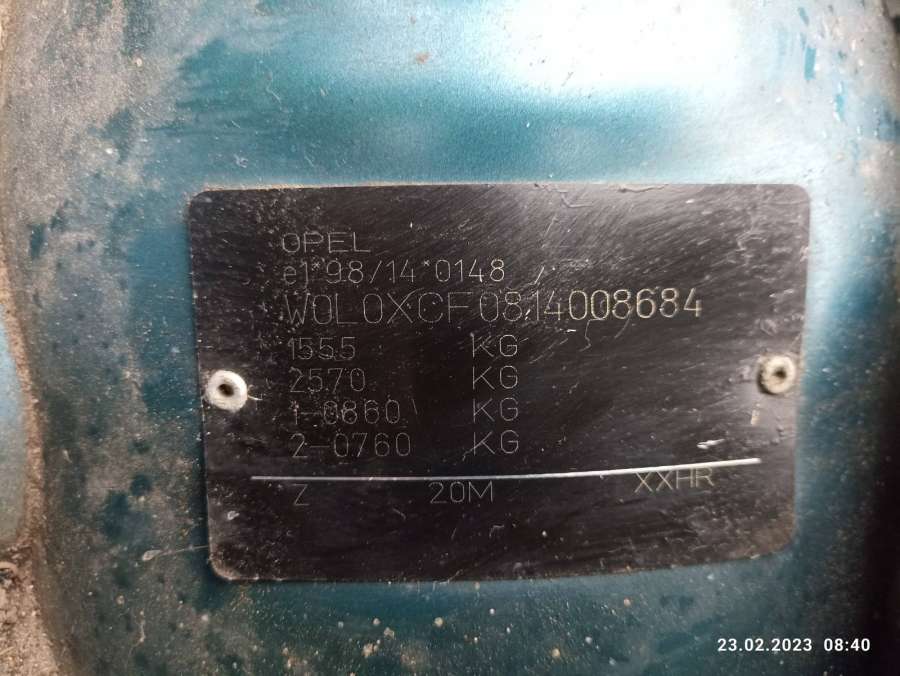 OPEL
e1*98/14*0148
W0L0XCF0814008684
1555 KG
2570 KG
1-0860 KG
2-0760 KG
Z 20M XXHR
23.02.2023 08:40